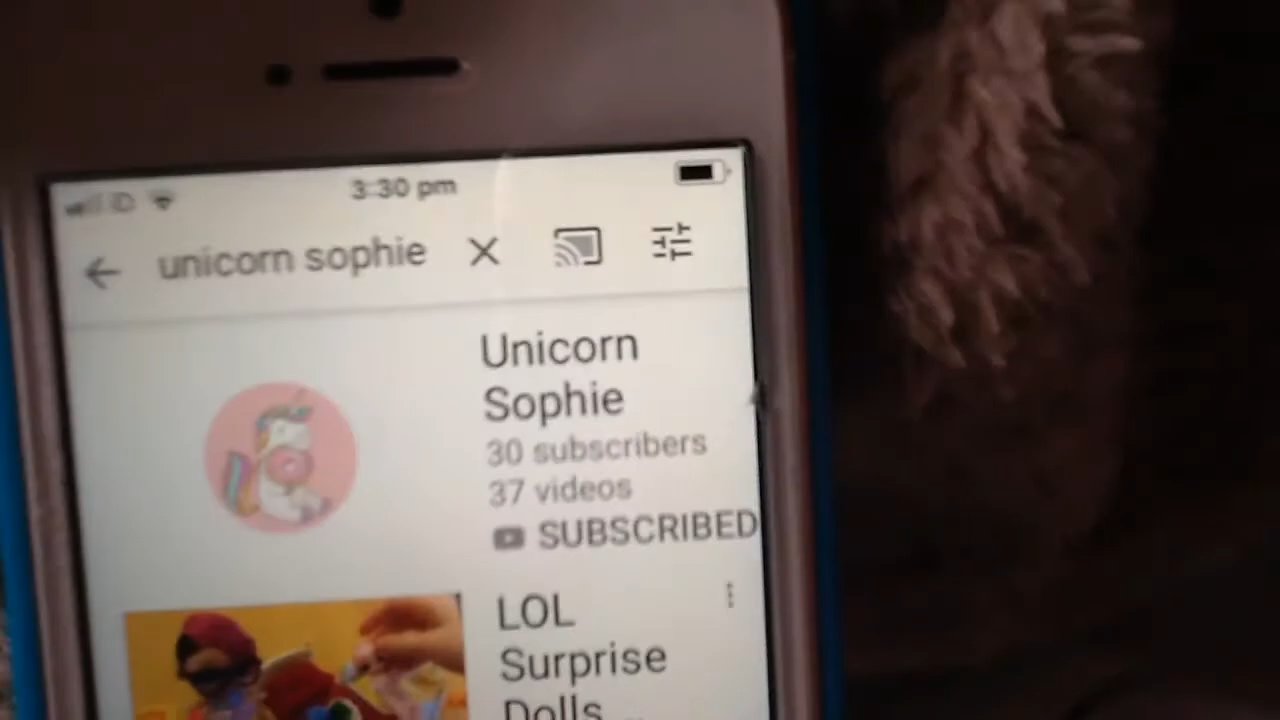 3:30 pm
unicorn sophie
Unicorn
Sophie
30 subscribers
37 videos
SUBSCRIBED
LOL
Surprise
Dolls...